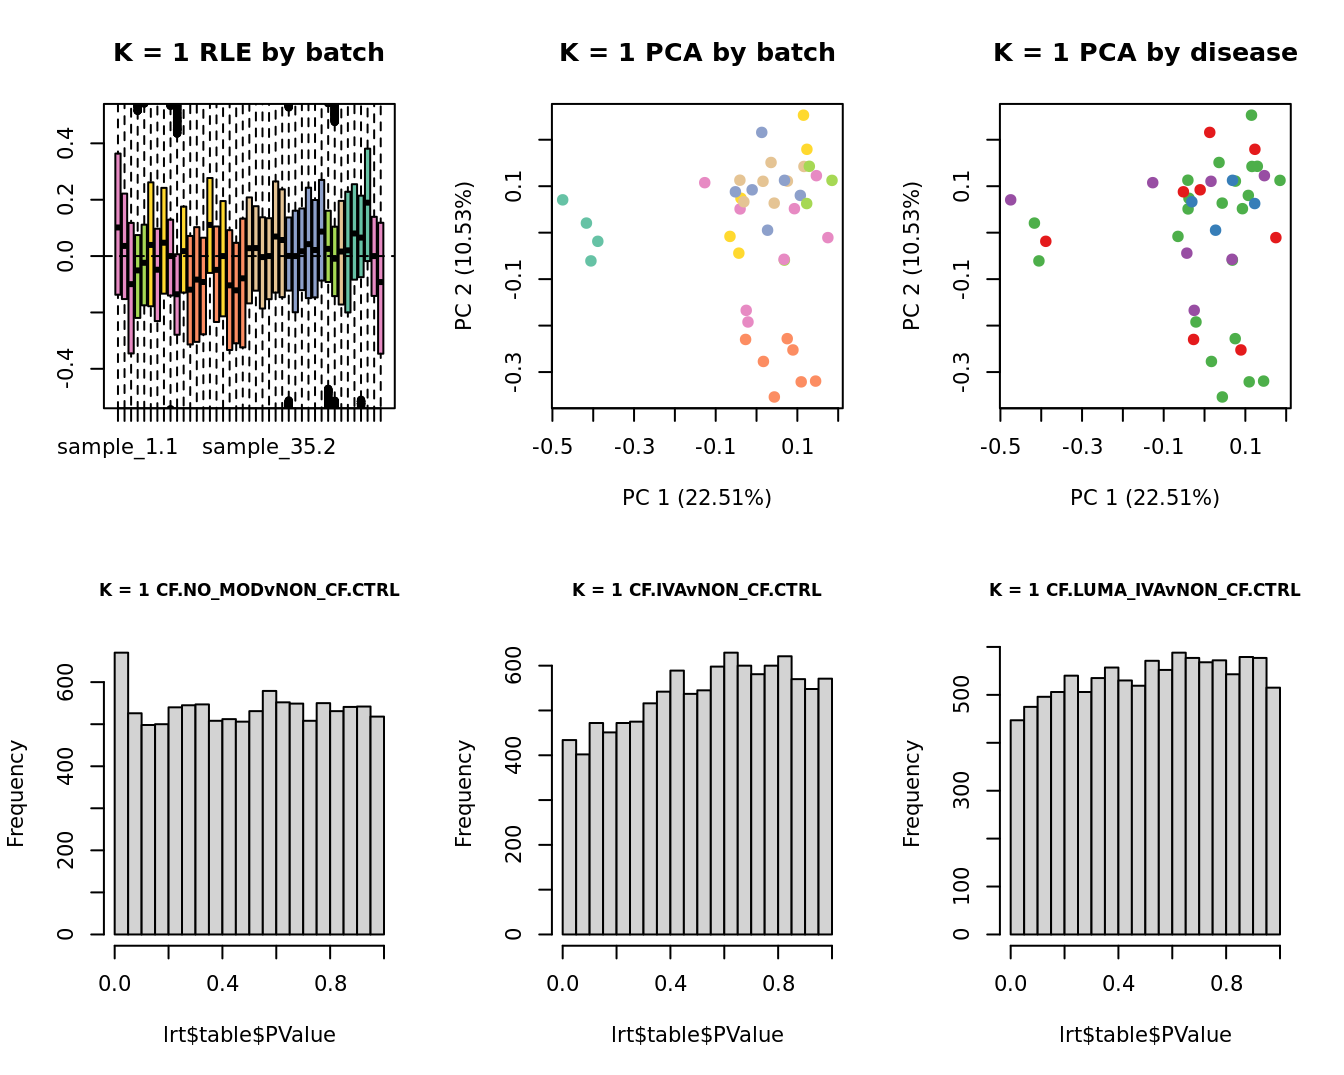 K = 1 RLE by batch
0.4
0.2
0.0
-0.4
sample_1.1 sample_35.2
K = 1 PCA by batch
PC 2 (10.53%)
0.1
-0.1
-0.3
-0.5 -0.3 -0.1 0.1
PC 1 (22.51%)
K = 1 PCA by disease
PC 2 (10.53%)
0.1
-0.1
-0.3
-0.5 -0.3 -0.1 0.1
PC 1 (22.51%)
K = 1 CF.NO_MODvNON_CF.CTRL
Frequency
600
400
200
0
0.0 0.4 0.8
lrt$table$PValue
K = 1 CF.IVAvNON_CF.CTRL
Frequency
600
400
200
0
0.0 0.4 0.8
lrt$table$PValue
K = 1 CF.LUMA_IVAvNON_CF.CTRL
Frequency
500
300
100
0
0.0 0.4 0.8
lrt$table$PValue